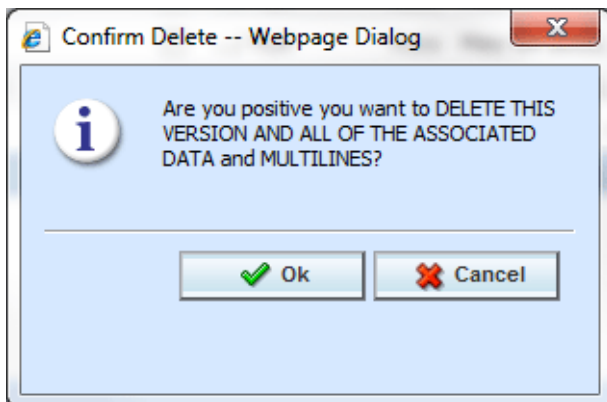 Confirm Delete -- Webpage Dialog
Are you positive you want to DELETE THIS
VERSION AND ALL OF THE ASSOCIATED
DATA and MULTILINES?
Ok
Cancel